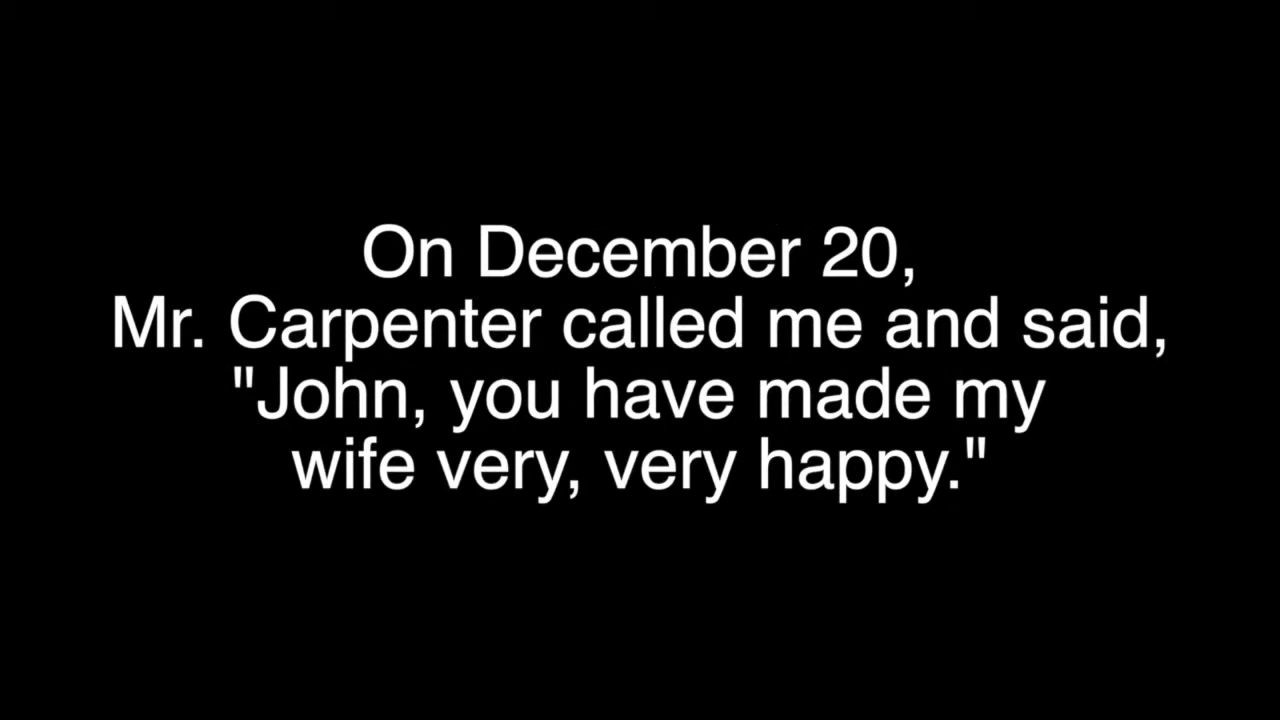 On December 20,
Mr. Carpenter called me and said,
"John, you have made my
wife very, very happy."